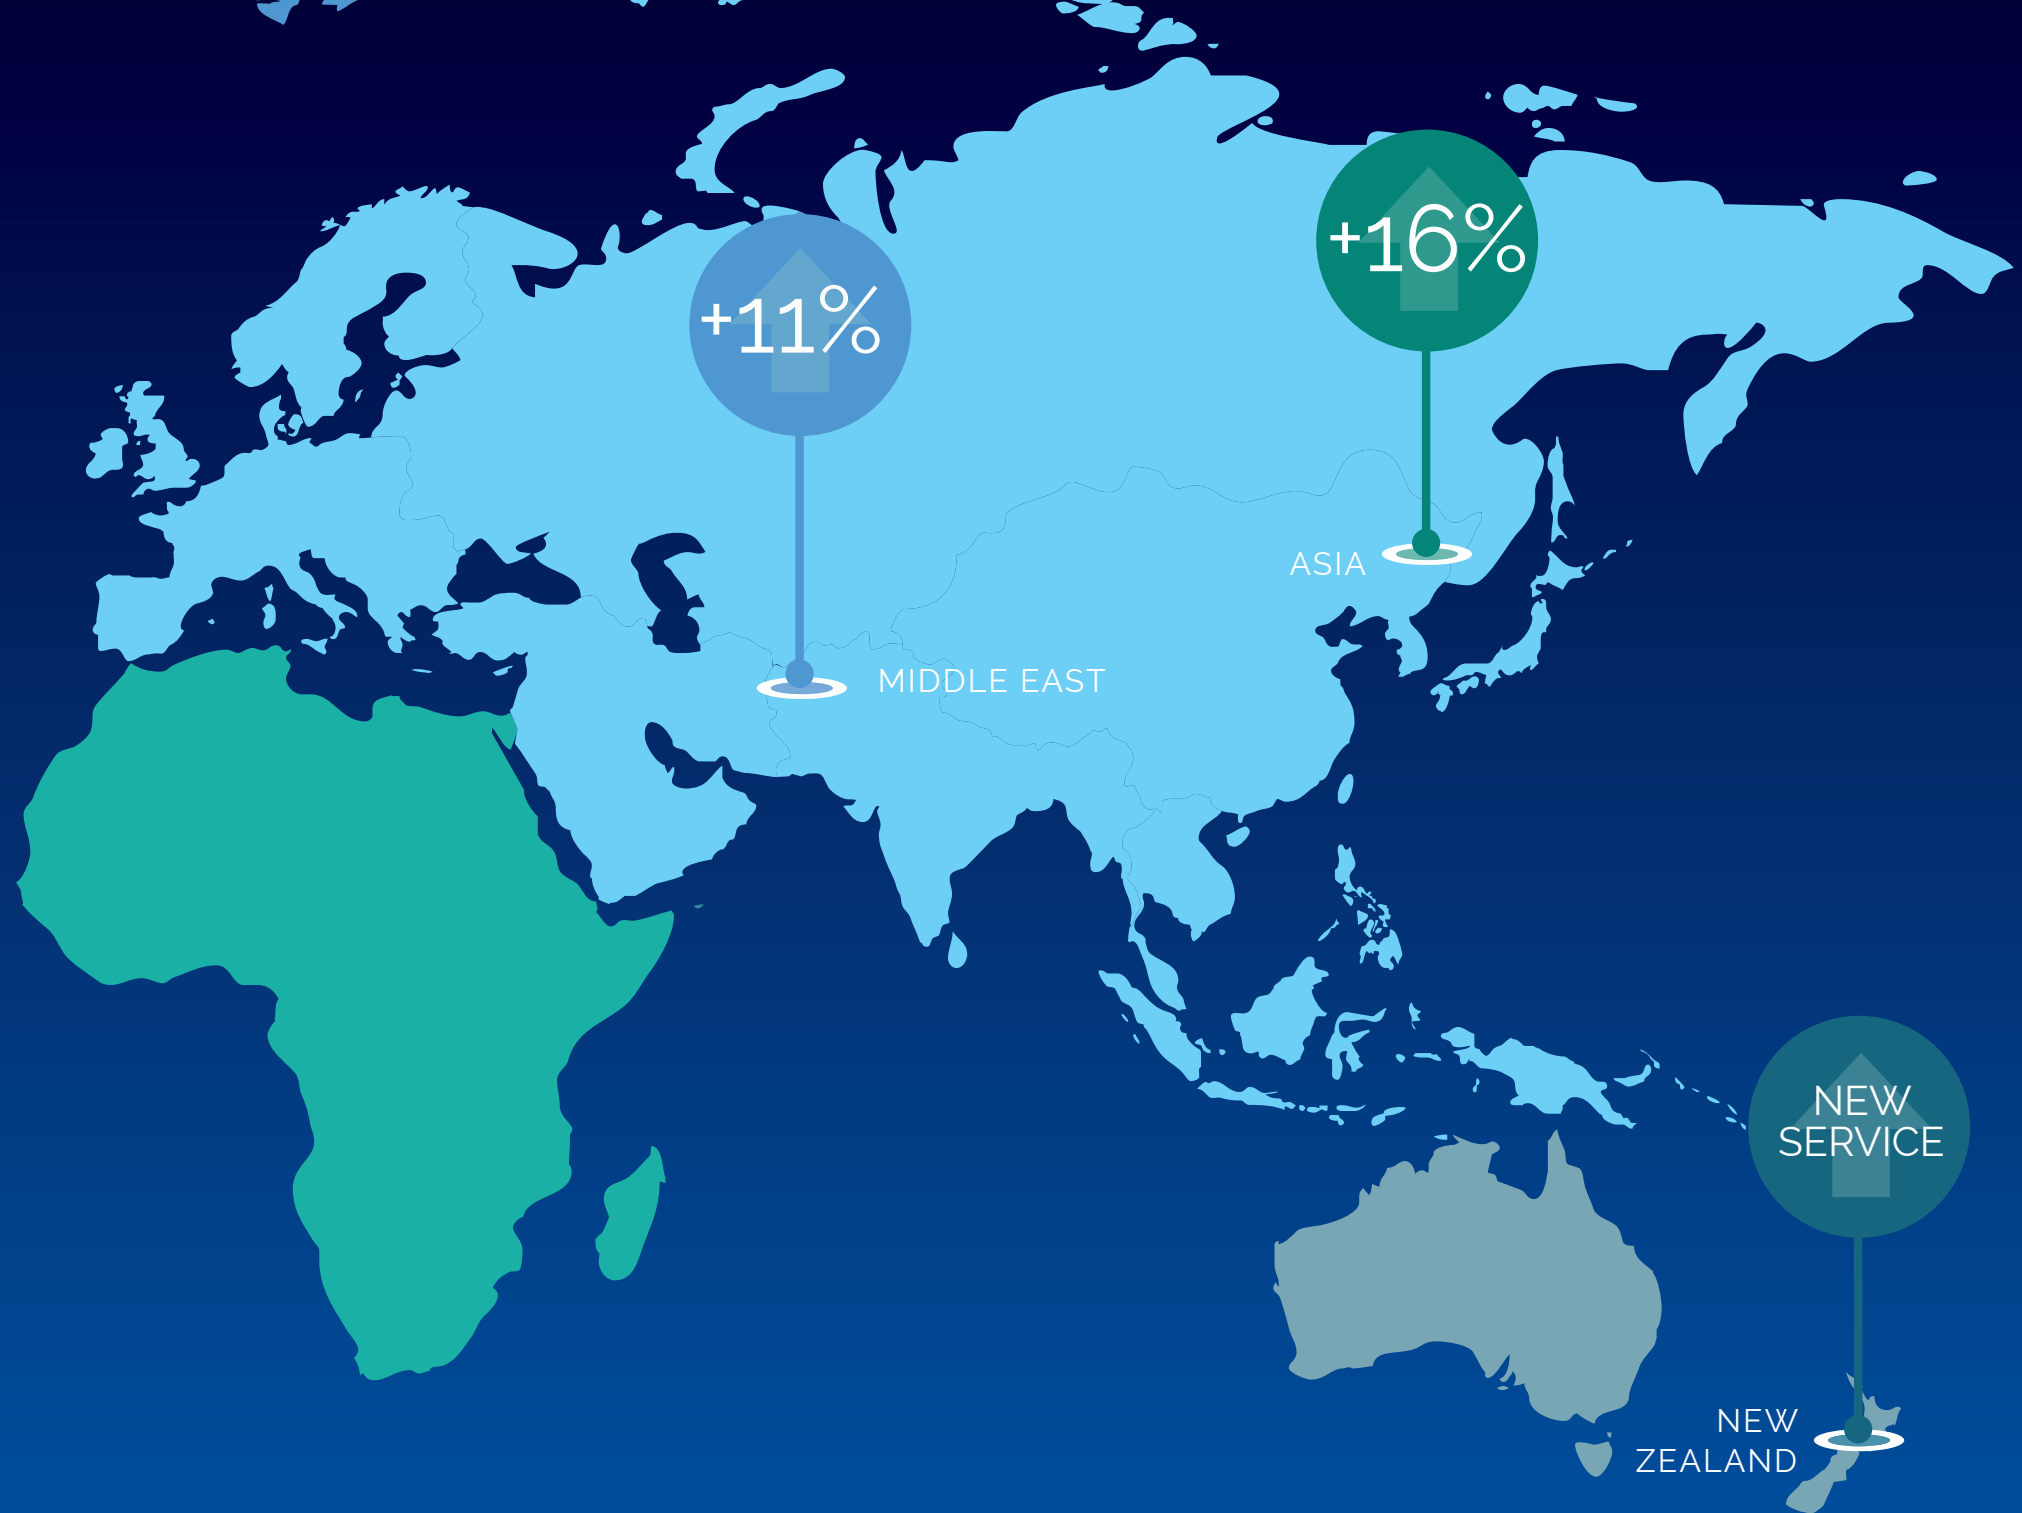 +16%
+11%
ASIA
MIDDLE EAST
NEW
SERVICE
NEW
ZEALAND